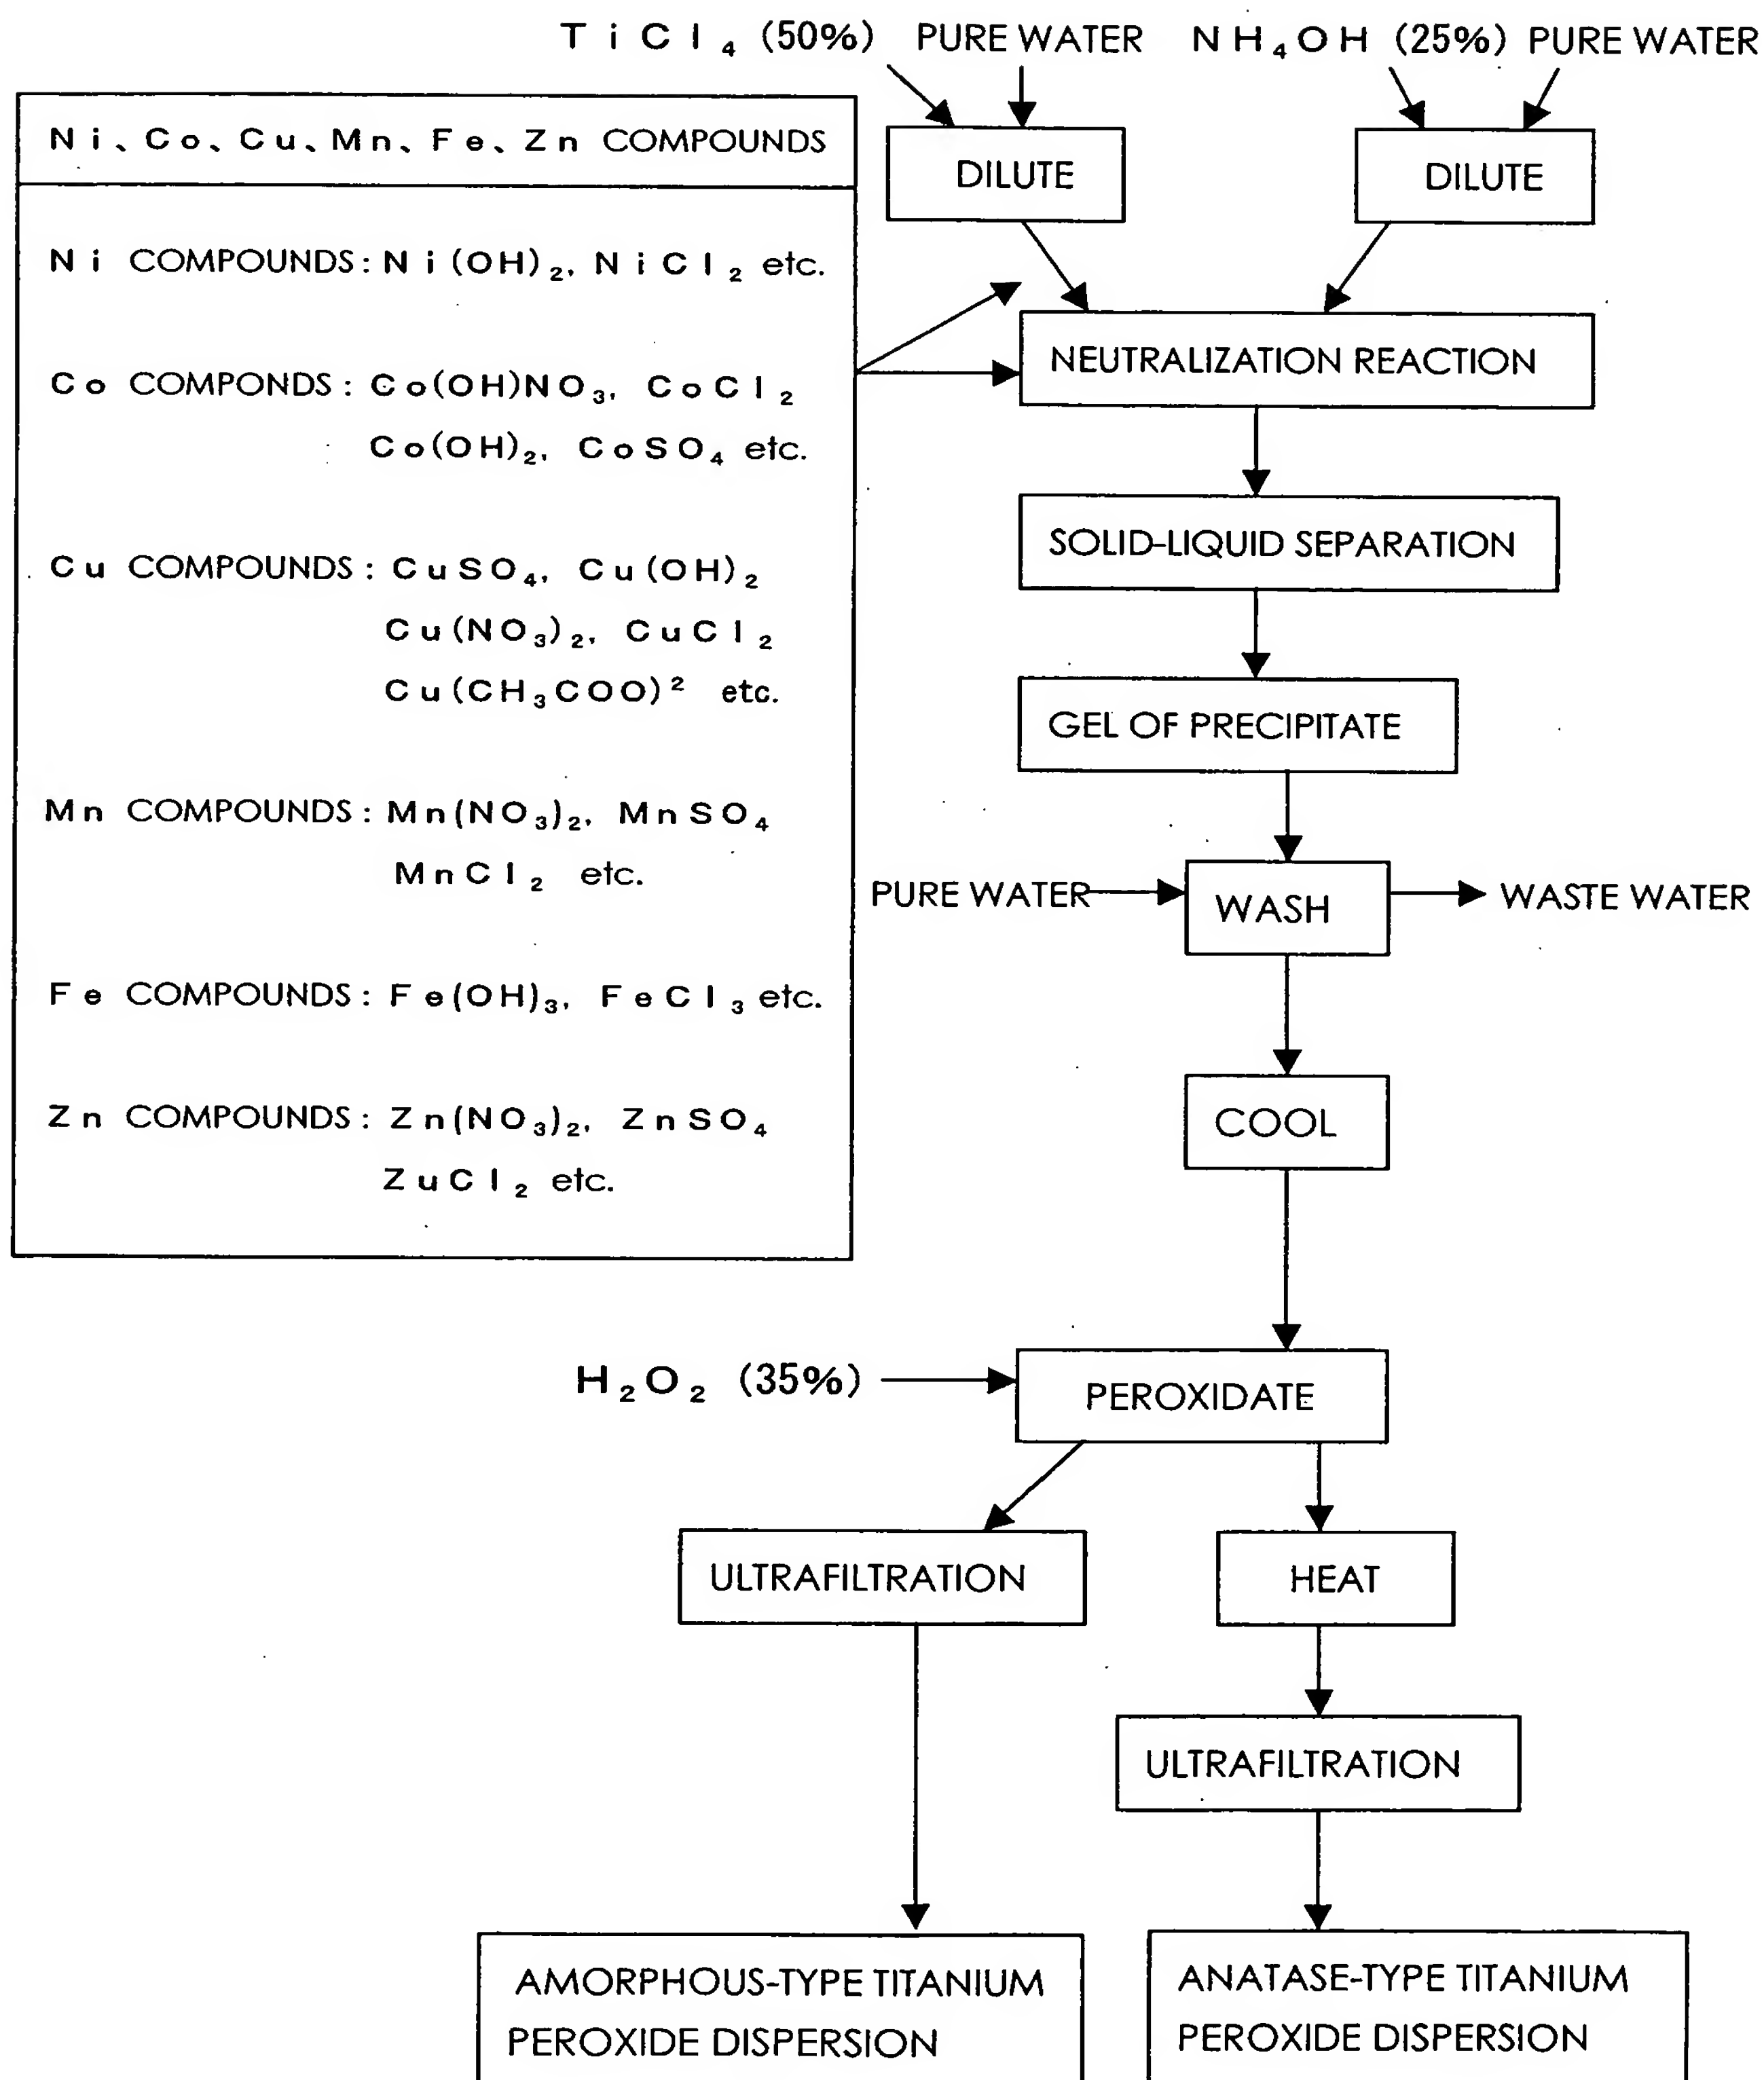 TiCl₄ (50%) PURE WATER NH₄OH (25%) PURE WATER
Ni、Co、Cu、Mn、Fe、Zn COMPOUNDS
Ni COMPOUNDS: Ni(OH)₂, NiCl₂ etc.
Co COMPONDS: Co(OH)NO₃, CoCl₂
Co(OH)₂, CoSO₄ etc.
Cu COMPOUNDS: CuSO₄, Cu(OH)₂
Cu(NO₃)₂, CuCl₂
Cu(CH₃COO)² etc.
Mn COMPOUNDS: Mn(NO₃)₂, MnSO₄
MnCl₂ etc.
Fe COMPOUNDS: Fe(OH)₃, FeCl₃ etc.
Zn COMPOUNDS: Zn(NO₃)₂, ZnSO₄
ZuCl₂ etc.
DILUTE
DILUTE
NEUTRALIZATION REACTION
SOLID-LIQUID SEPARATION
GEL OF PRECIPITATE
PURE WATER
WASH
WASTE WATER
COOL
H₂O₂ (35%)
PEROXIDATE
ULTRAFILTRATION
HEAT
ULTRAFILTRATION
AMORPHOUS-TYPE TITANIUM
PEROXIDE DISPERSION
ANATASE-TYPE TITANIUM
PEROXIDE DISPERSION